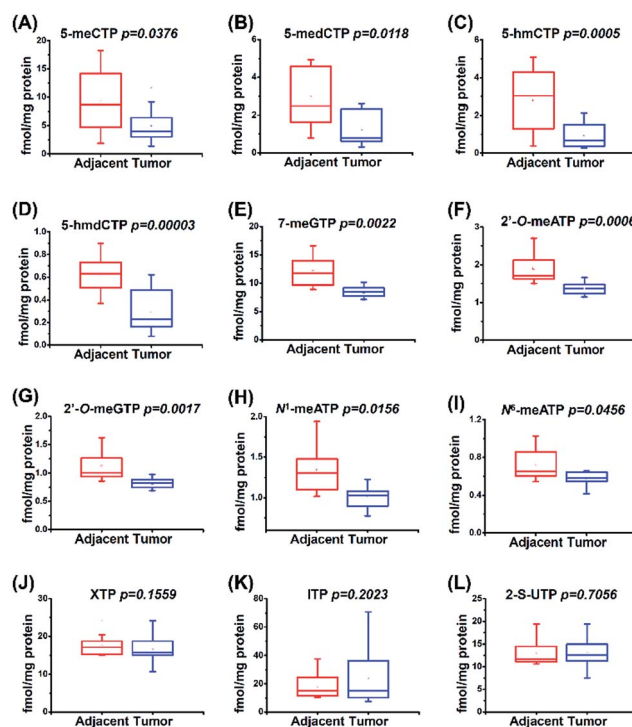 (A) 5-meCTP p=0.0376
fmol/mg protein
20
15
10
5
0
Adjacent Tumor
(B) 5-medCTP p=0.0118
fmol/mg protein
6
4
2
0
Adjacent Tumor
(C) 5-hmCTP p=0.0005
fmol/mg protein
6
4
2
0
Adjacent Tumor
(D) 5-hmdCTP p=0.00003
fmol/mg protein
1.0
0.8
0.6
0.4
0.2
0.0
Adjacent Tumor
(E) 7-meGTP p=0.0022
fmol/mg protein
20
15
10
5
0
Adjacent Tumor
(F) 2'-O-meATP p=0.0006
fmol/mg protein
3
2
1
0
Adjacent Tumor
(G) 2'-O-meGTP p=0.0017
fmol/mg protein
2.0
1.5
1.0
0.5
0.0
Adjacent Tumor
(H) N¹-meATP p=0.0156
fmol/mg protein
2.0
1.5
1.0
Adjacent Tumor
(I) N⁶-meATP p=0.0456
fmol/mg protein
1.2
0.8
0.4
0.0
Adjacent Tumor
(J) XTP p=0.1559
fmol/mg protein
30
20
10
0
Adjacent Tumor
(K) ITP p=0.2023
fmol/mg protein
80
60
40
20
0
Adjacent Tumor
(L) 2-S-UTP p=0.7056
fmol/mg protein
25
20
15
10
5
0
Adjacent Tumor